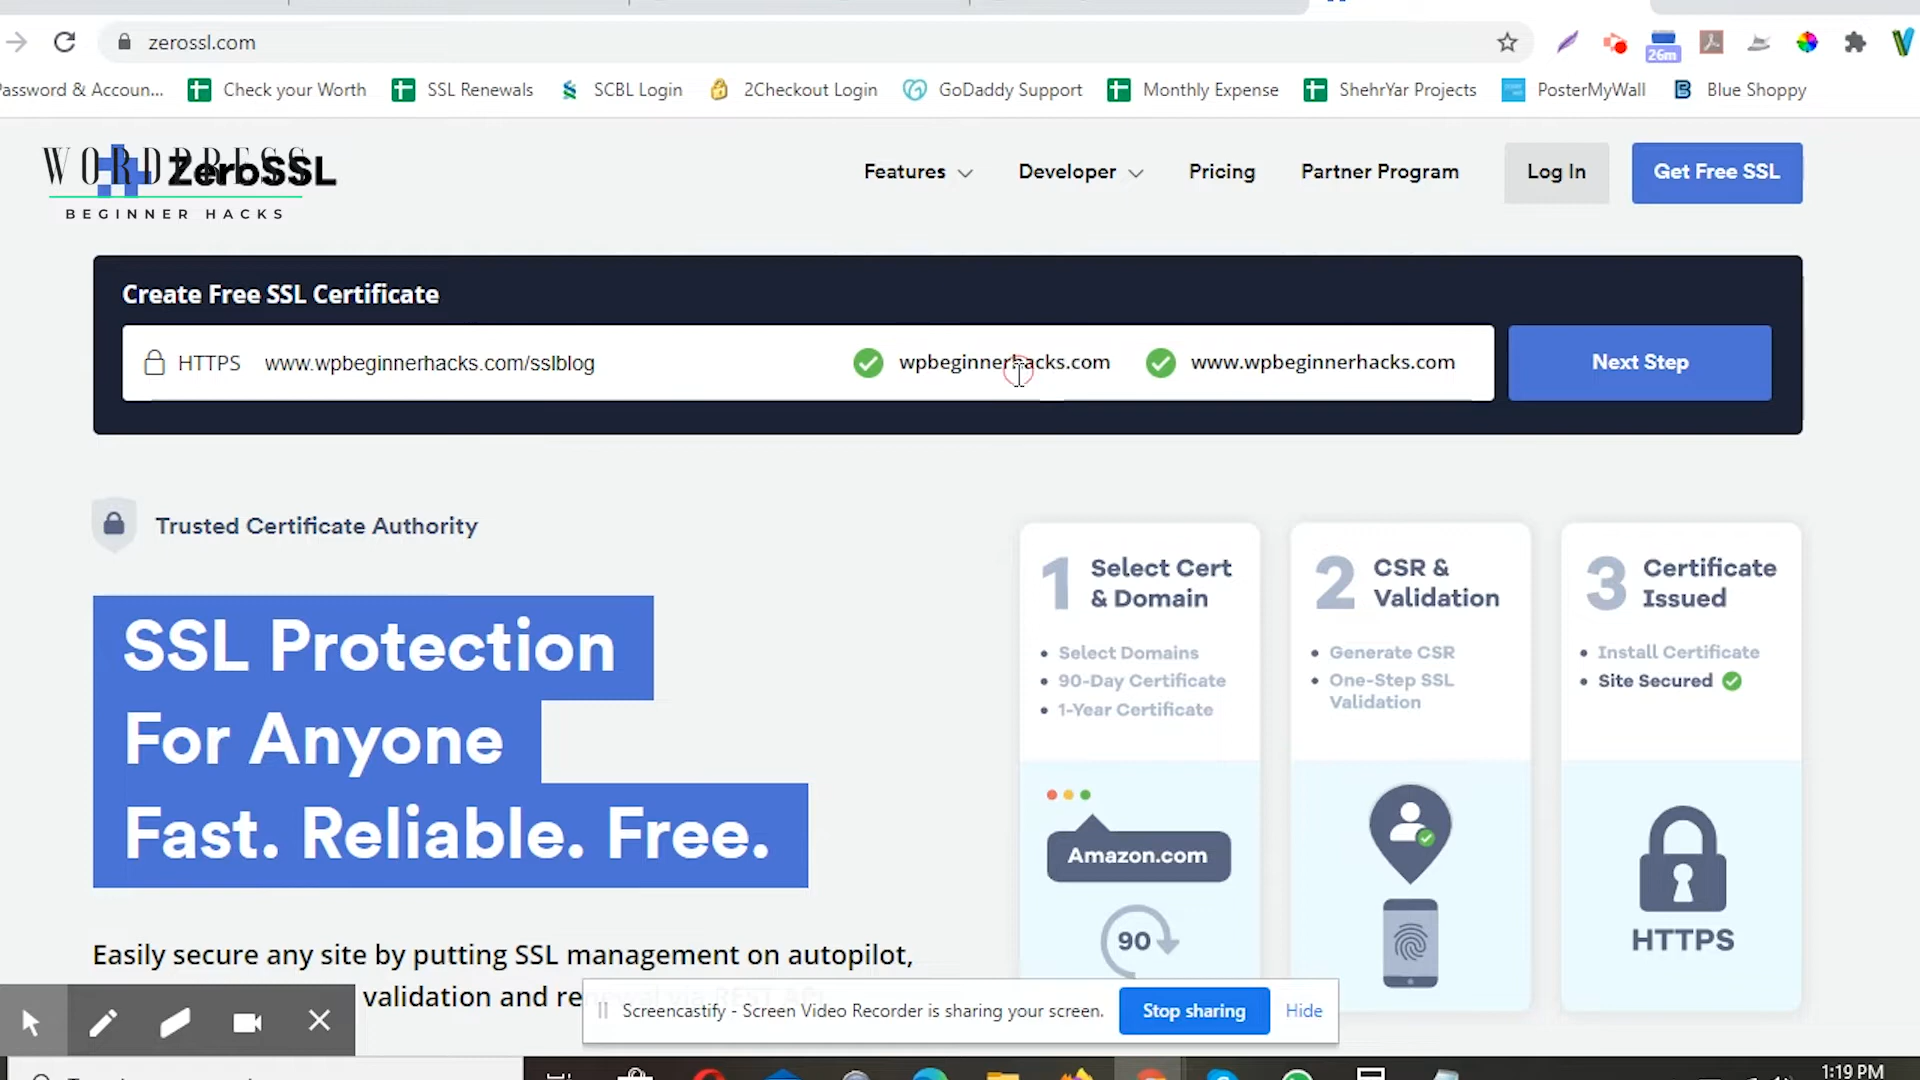 zerossl.com
26m
assword & Accoun... Check your Worth SSL Renewals SCBL Login 2Checkout Login GoDaddy Support Monthly Expense ShehrYar Projects PosterMyWall Blue Shoppy
WORDPRESS
BEGINNER HACKS
ZeroSSL
Features Developer Pricing Partner Program Log In Get Free SSL
Create Free SSL Certificate
HTTPS www.wpbeginnerhacks.com/sslblog wpbeginnerhacks.com www.wpbeginnerhacks.com Next Step
Trusted Certificate Authority
SSL Protection
For Anyone
Fast. Reliable. Free.
Easily secure any site by putting SSL management on autopilot,
validation and
1 Select Cert
& Domain
• Select Domains
• 90-Day Certificate
• 1-Year Certificate
Amazon.com
90
2 CSR &
Validation
• Generate CSR
• One-Step SSL
Validation
3 Certificate
Issued
• Install Certificate
• Site Secured
HTTPS
Screencastify - Screen Video Recorder is sharing your screen. Stop sharing Hide
1:19 PM